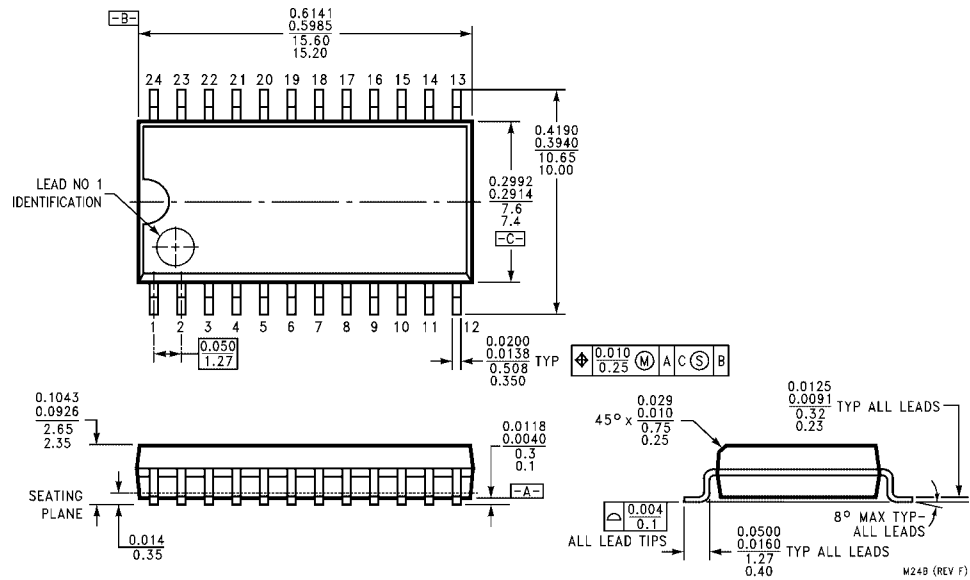 -B-
0.6141
0.5985
15.60
15.20
24 23 22 21 20 19 18 17 16 15 14 13
LEAD NO 1
IDENTIFICATION
0.2992
0.2914
7.6
7.4
-C-
0.4190
0.3940
10.65
10.00
1 2 3 4 5 6 7 8 9 10 11 12
0.050
1.27
0.0200
0.0138
0.508
0.350
TYP
0.010
0.25
M A C S B
0.1043
0.0926
2.65
2.35
0.0118
0.0040
0.3
0.1
-A-
SEATING
PLANE
0.014
0.35
45° x
0.029
0.010
0.75
0.25
0.0125
0.0091
0.32
0.23
TYP ALL LEADS
0.004
0.1
ALL LEAD TIPS
0.0500
0.0160
1.27
0.40
TYP ALL LEADS
8° MAX TYP-
ALL LEADS
M24B (REV F)